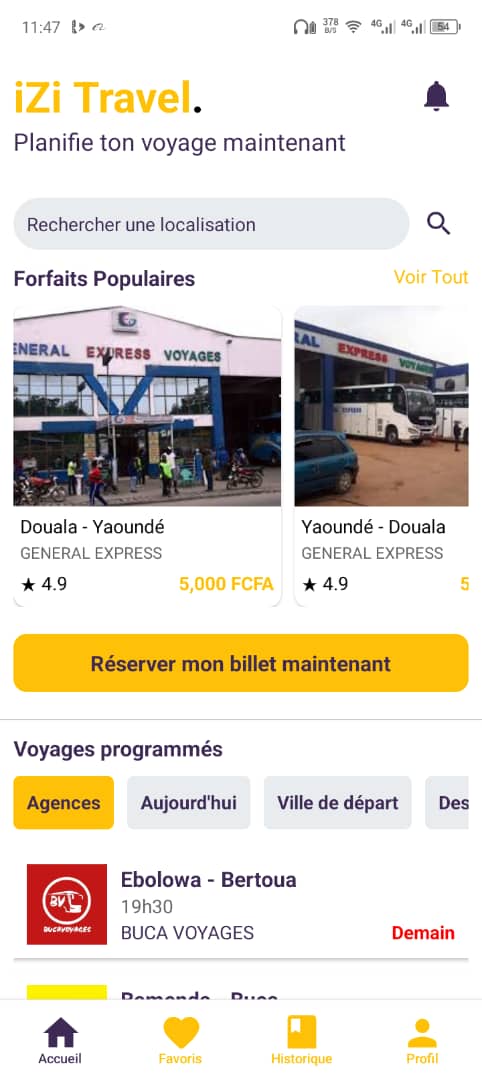 11:47
378
B/S
4G
4G
54
iZi Travel.
Planifie ton voyage maintenant
Rechercher une localisation
Forfaits Populaires
Voir Tout
ENERAL EXPRESS VOYAGES
RAL EXPRESS VOYAG
Douala - Yaoundé
GENERAL EXPRESS
★ 4.9
5,000 FCFA
Yaoundé - Douala
GENERAL EXPRESS
★ 4.9
5
Réserver mon billet maintenant
Voyages programmés
Agences
Aujourd'hui
Ville de départ
Des
BV
BUCAVOYAGES
Ebolowa - Bertoua
19h30
BUCA VOYAGES
Demain
Accueil
Favoris
Historique
Profil